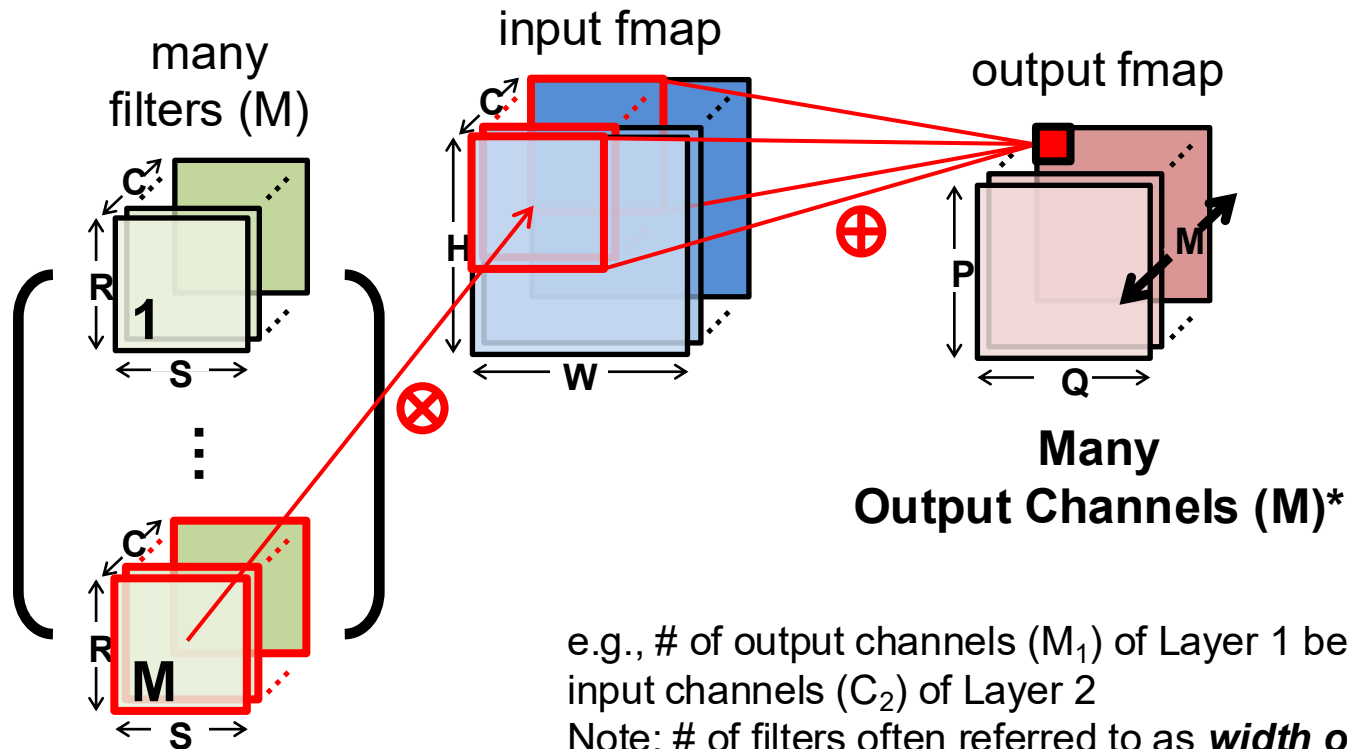 many
filters (M)
C
R
1
S
⋮
C
R
M
S
input fmap
C
H
W
⊗
⊕
output fmap
M
P
Q
Many
Output Channels (M)*
e.g., # of output channels (M₁) of Layer 1 be
input channels (C₂) of Layer 2
Note: # of filters often referred to as width o